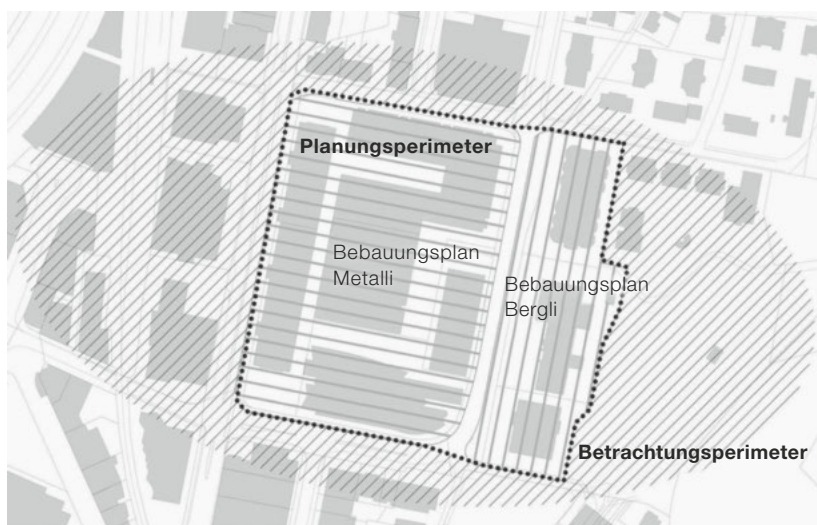 Planungsperimeter
Bebauungsplan
Metalli
Bebauungsplan
Bergli
Betrachtungsperimeter